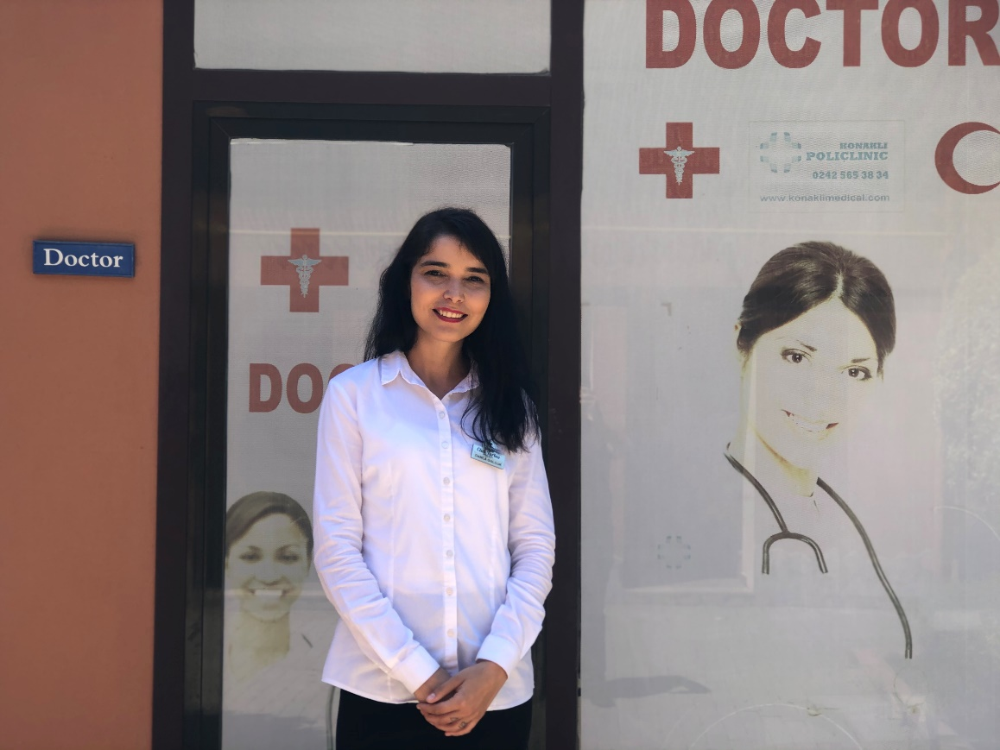 DOCTOR
KONAKLI
POLICLINIC
0242 565 38 34
www.konaklimedical.com
Doctor
DOC